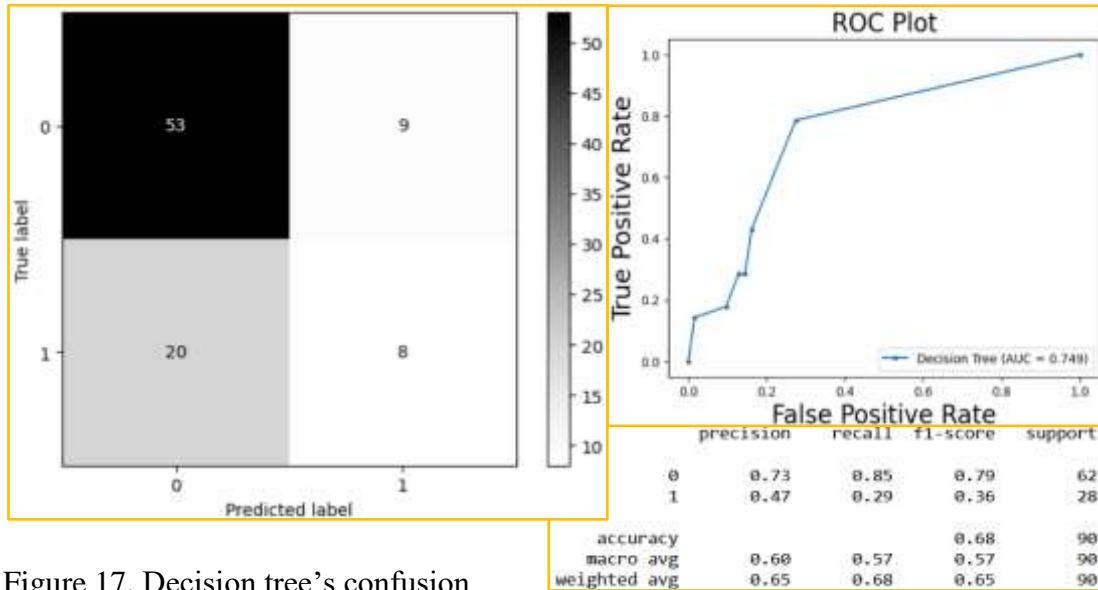 53
9
20
8
0
1
True label
0
1
Predicted label
50
45
40
35
30
25
20
15
10
ROC Plot
1.0
0.8
0.6
0.4
0.2
0.0
True Positive Rate
Decision Tree (AUC = 0.749)
0.0 0.2 0.4 0.6 0.8 1.0
False Positive Rate
precision recall f1-score support
0 0.73 0.85 0.79 62
1 0.47 0.29 0.36 28
accuracy 0.68 90
macro avg 0.60 0.57 0.57 90
weighted avg 0.65 0.68 0.65 90
Figure 17. Decision tree’s confusion